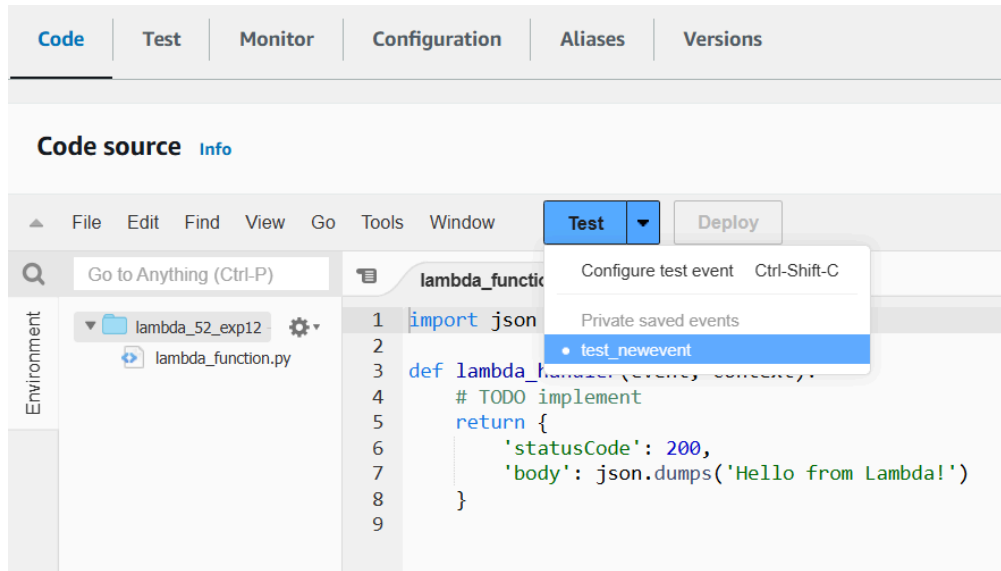 Code Test Monitor Configuration Aliases Versions
Code source Info
File Edit Find View Go Tools Window Test Deploy
Go to Anything (Ctrl-P)
Environment
lambda_52_exp12
lambda_function.py
Configure test event Ctrl-Shift-C
Private saved events
test_newevent
1 import json
2
3 def lambda_handler(event, context):
4 # TODO implement
5 return {
6 'statusCode': 200,
7 'body': json.dumps('Hello from Lambda!')
8 }
9